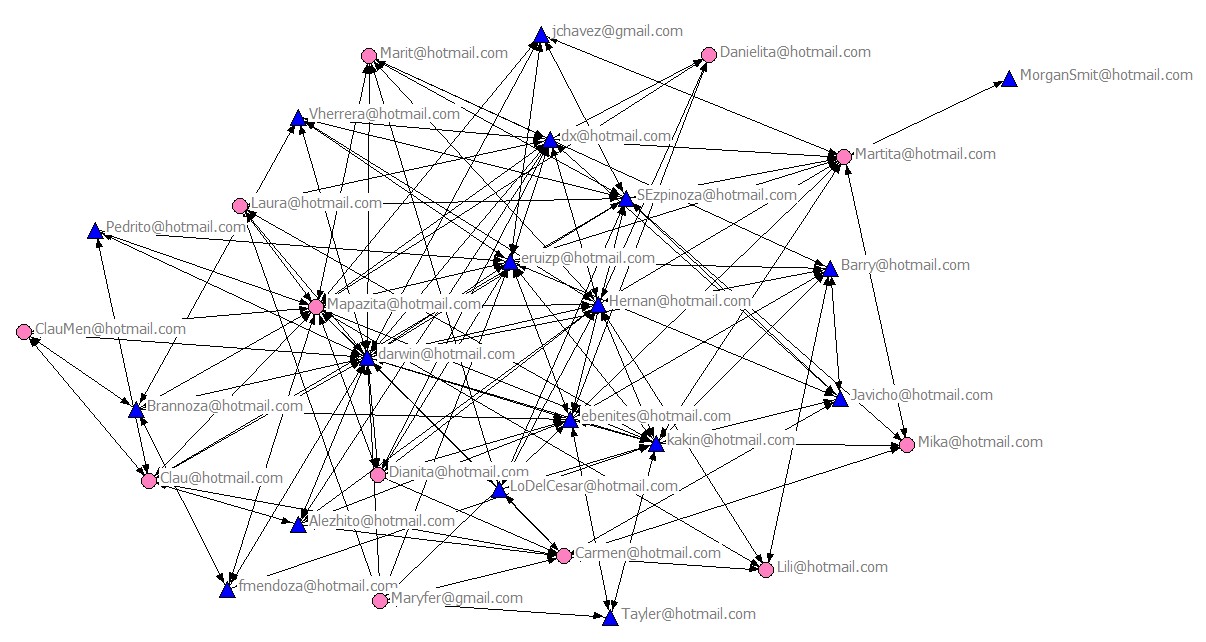 jchavez@gmail.com
Marit@hotmail.com
Danielita@hotmail.com
MorganSmit@hotmail.com
Vherrera@hotmail.com
dx@hotmail.com
Martita@hotmail.com
SEzpinoza@hotmail.com
Laura@hotmail.com
Pedrito@hotmail.com
eruizp@hotmail.com
Barry@hotmail.com
Mapazita@hotmail.com
Hernan@hotmail.com
ClauMen@hotmail.com
darwin@hotmail.com
Javicho@hotmail.com
Brannoza@hotmail.com
ebenites@hotmail.com
kakin@hotmail.com
Mika@hotmail.com
Clau@hotmail.com
Dianita@hotmail.com
LoDelCesar@hotmail.com
Alezhito@hotmail.com
Carmen@hotmail.com
Lili@hotmail.com
fmendoza@hotmail.com
Maryfer@gmail.com
Tayler@hotmail.com